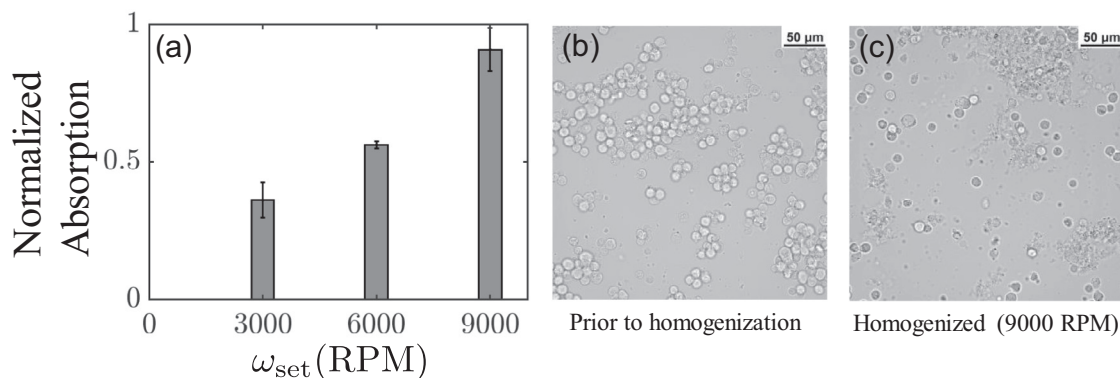 (a)
Normalized
Absorption
1
0.5
0
0
3000
6000
9000
ω_set(RPM)
(b)
50 µm
Prior to homogenization
(c)
50 µm
Homogenized (9000 RPM)